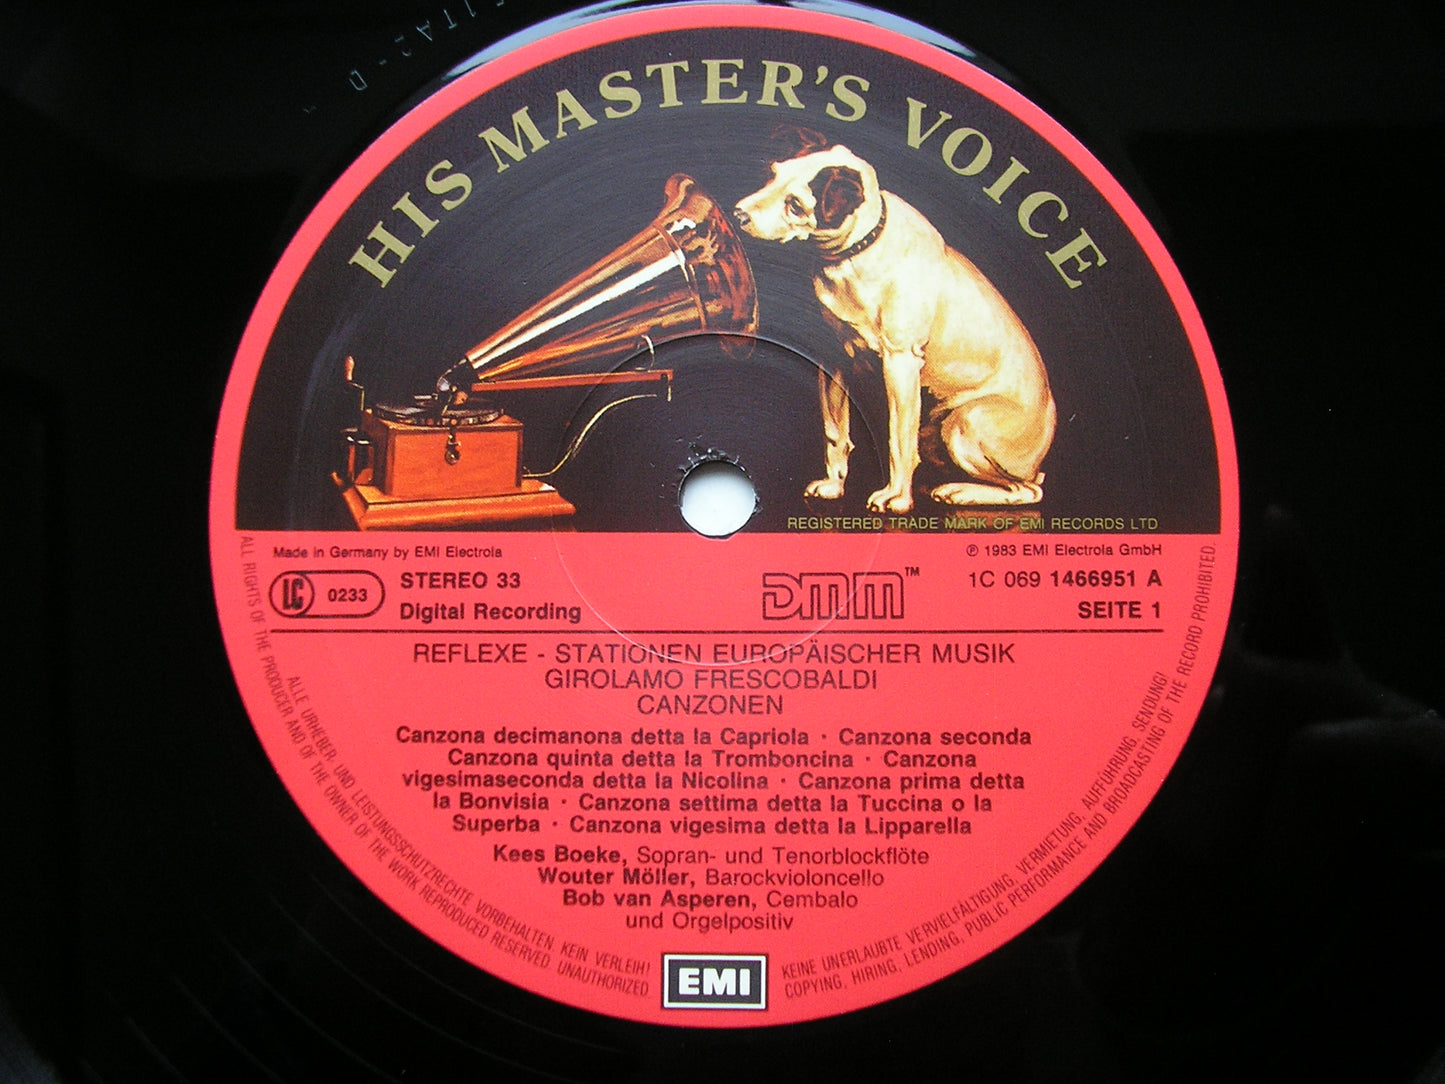 HIS MASTER'S VOICE
REGISTERED TRADE MARK OF EMI RECORDS LTD
Made in Germany by EMI Electrola
℗ 1983 EMI Electrola GmbH
LC 0233
STEREO 33
Digital Recording
DMM™
1C 069 1466951 A
SEITE 1
REFLEXE - STATIONEN EUROPÄISCHER MUSIK
GIROLAMO FRESCOBALDI
CANZONEN
Canzona decimanona detta la Capriola · Canzona seconda
Canzona quinta detta la Tromboncina · Canzona
vigesimaseconda detta la Nicolina · Canzona prima detta
la Bonvisia · Canzona settima detta la Tuccina o la
Superba · Canzona vigesima detta la Lipparella
Kees Boeke, Sopran- und Tenorblockflöte
Wouter Möller, Barockvioloncello
Bob van Asperen, Cembalo
und Orgelpositiv
EMI
ALLE URHEBER- UND LEISTUNGSSCHUTZRECHTE VORBEHALTEN. KEIN VERLEIH! KEINE UNERLAUBTE VERVIELFÄLTIGUNG, VERMIETUNG, AUFFÜHRUNG, SENDUNG!
ALL RIGHTS OF THE PRODUCER AND OF THE OWNER OF THE WORK REPRODUCED RESERVED. UNAUTHORIZED COPYING, HIRING, LENDING, PUBLIC PERFORMANCE AND BROADCASTING OF THE RECORD PROHIBITED.